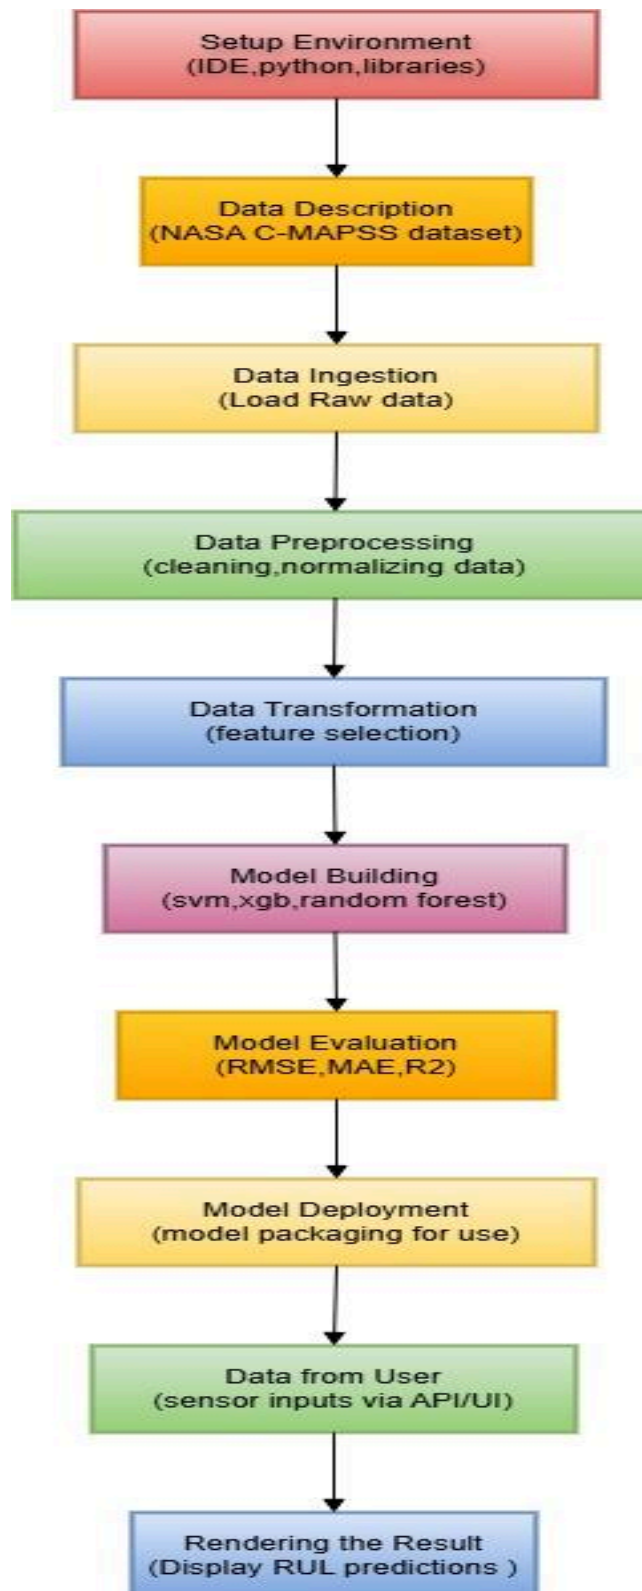 Setup Environment
(IDE,python,libraries)
Data Description
(NASA C-MAPSS dataset)
Data Ingestion
(Load Raw data)
Data Preprocessing
(cleaning,normalizing data)
Data Transformation
(feature selection)
Model Building
(svm,xgb,random forest)
Model Evaluation
(RMSE,MAE,R2)
Model Deployment
(model packaging for use)
Data from User
(sensor inputs via API/UI)
Rendering the Result
(Display RUL predictions )